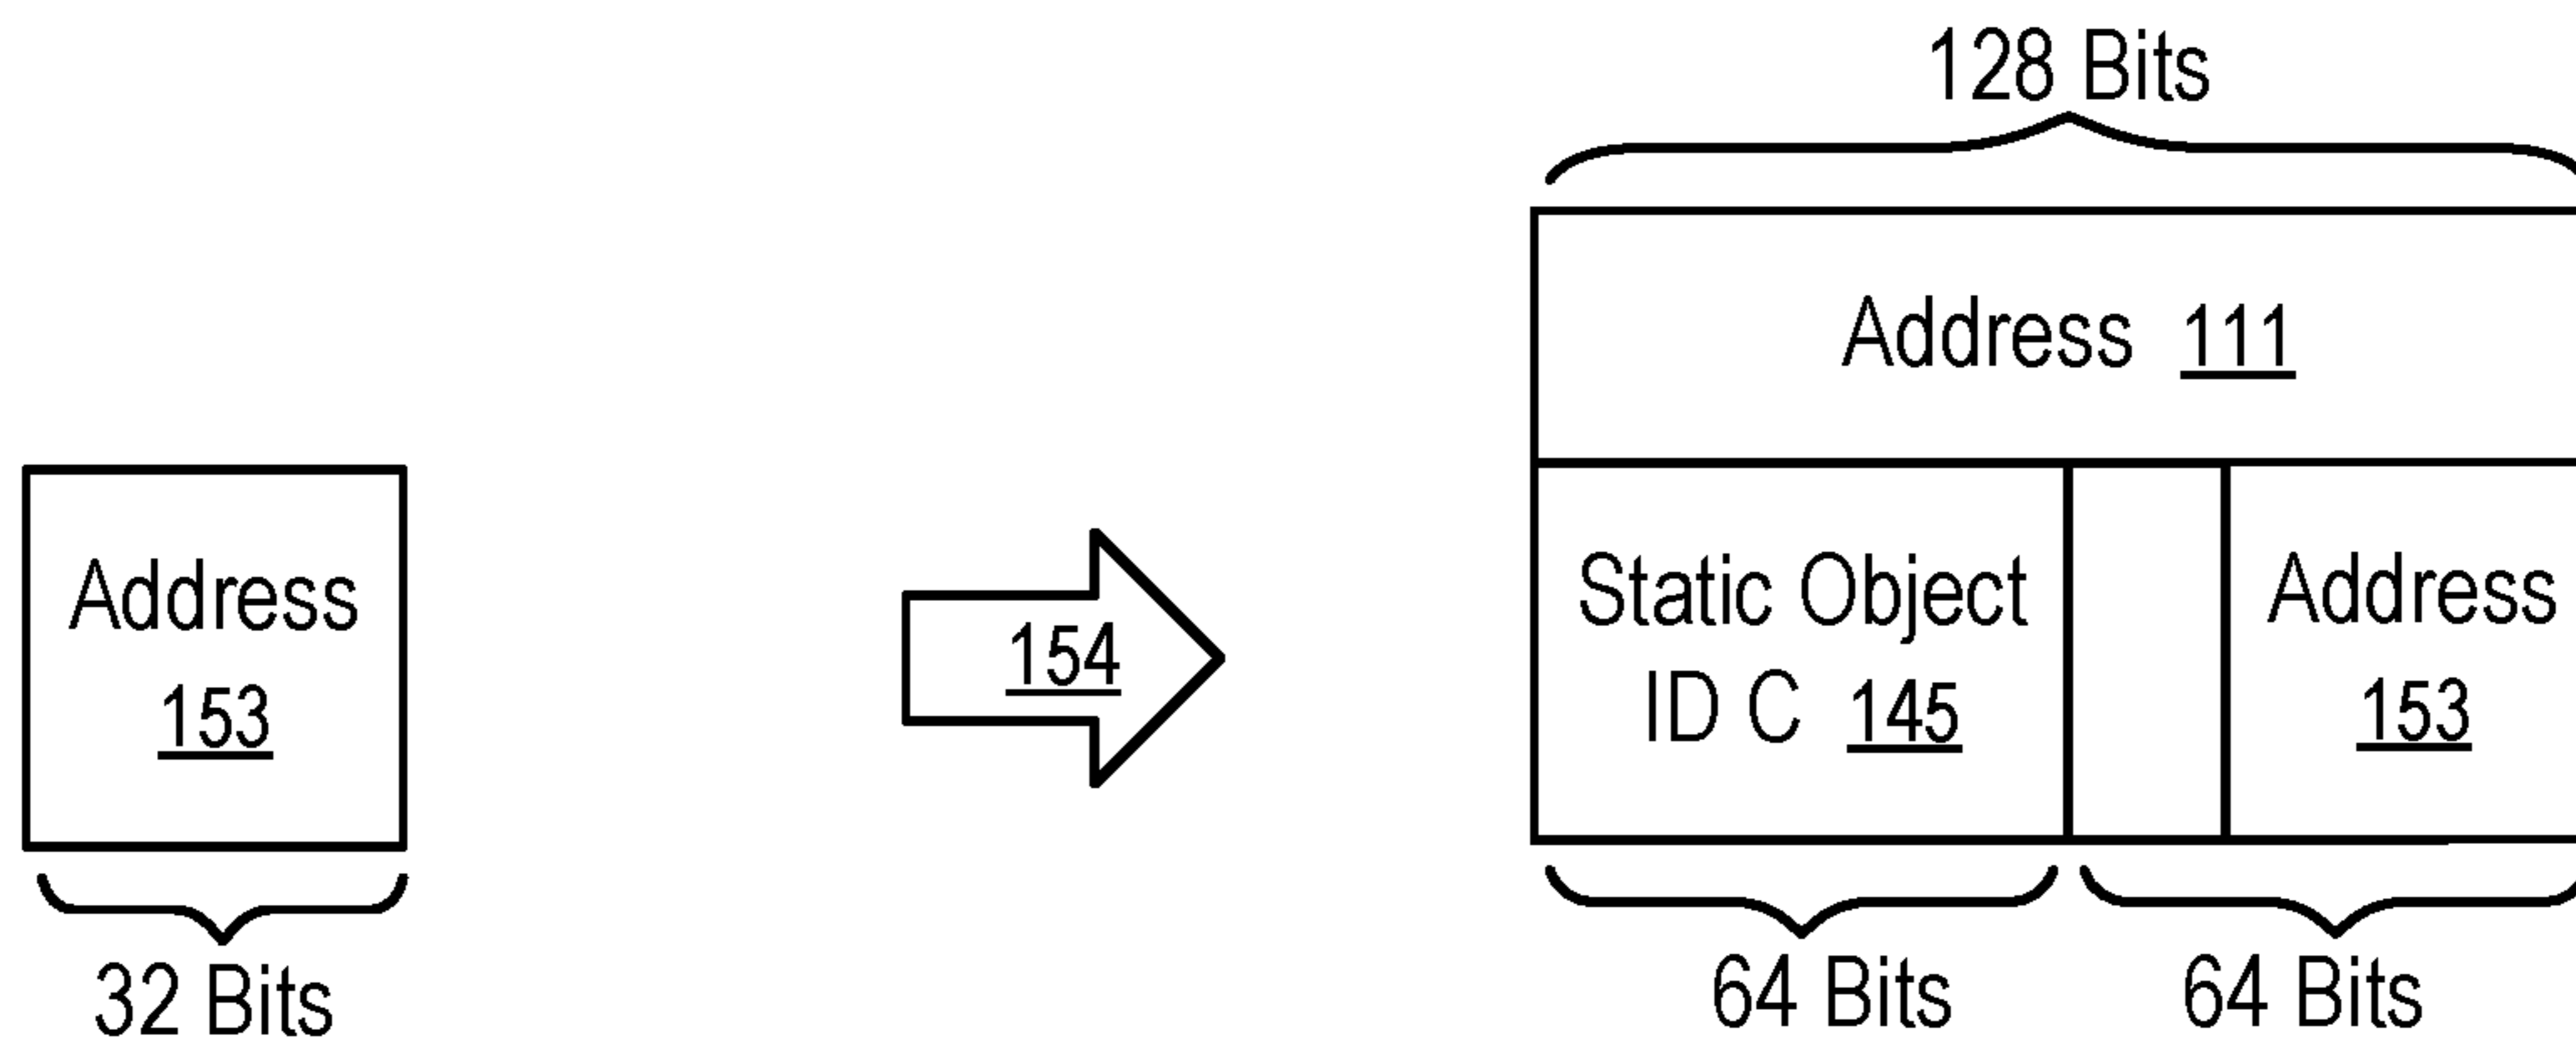 128 Bits
Address 111
Address
153
154
Static Object
ID C 145
Address
153
32 Bits
64 Bits
64 Bits